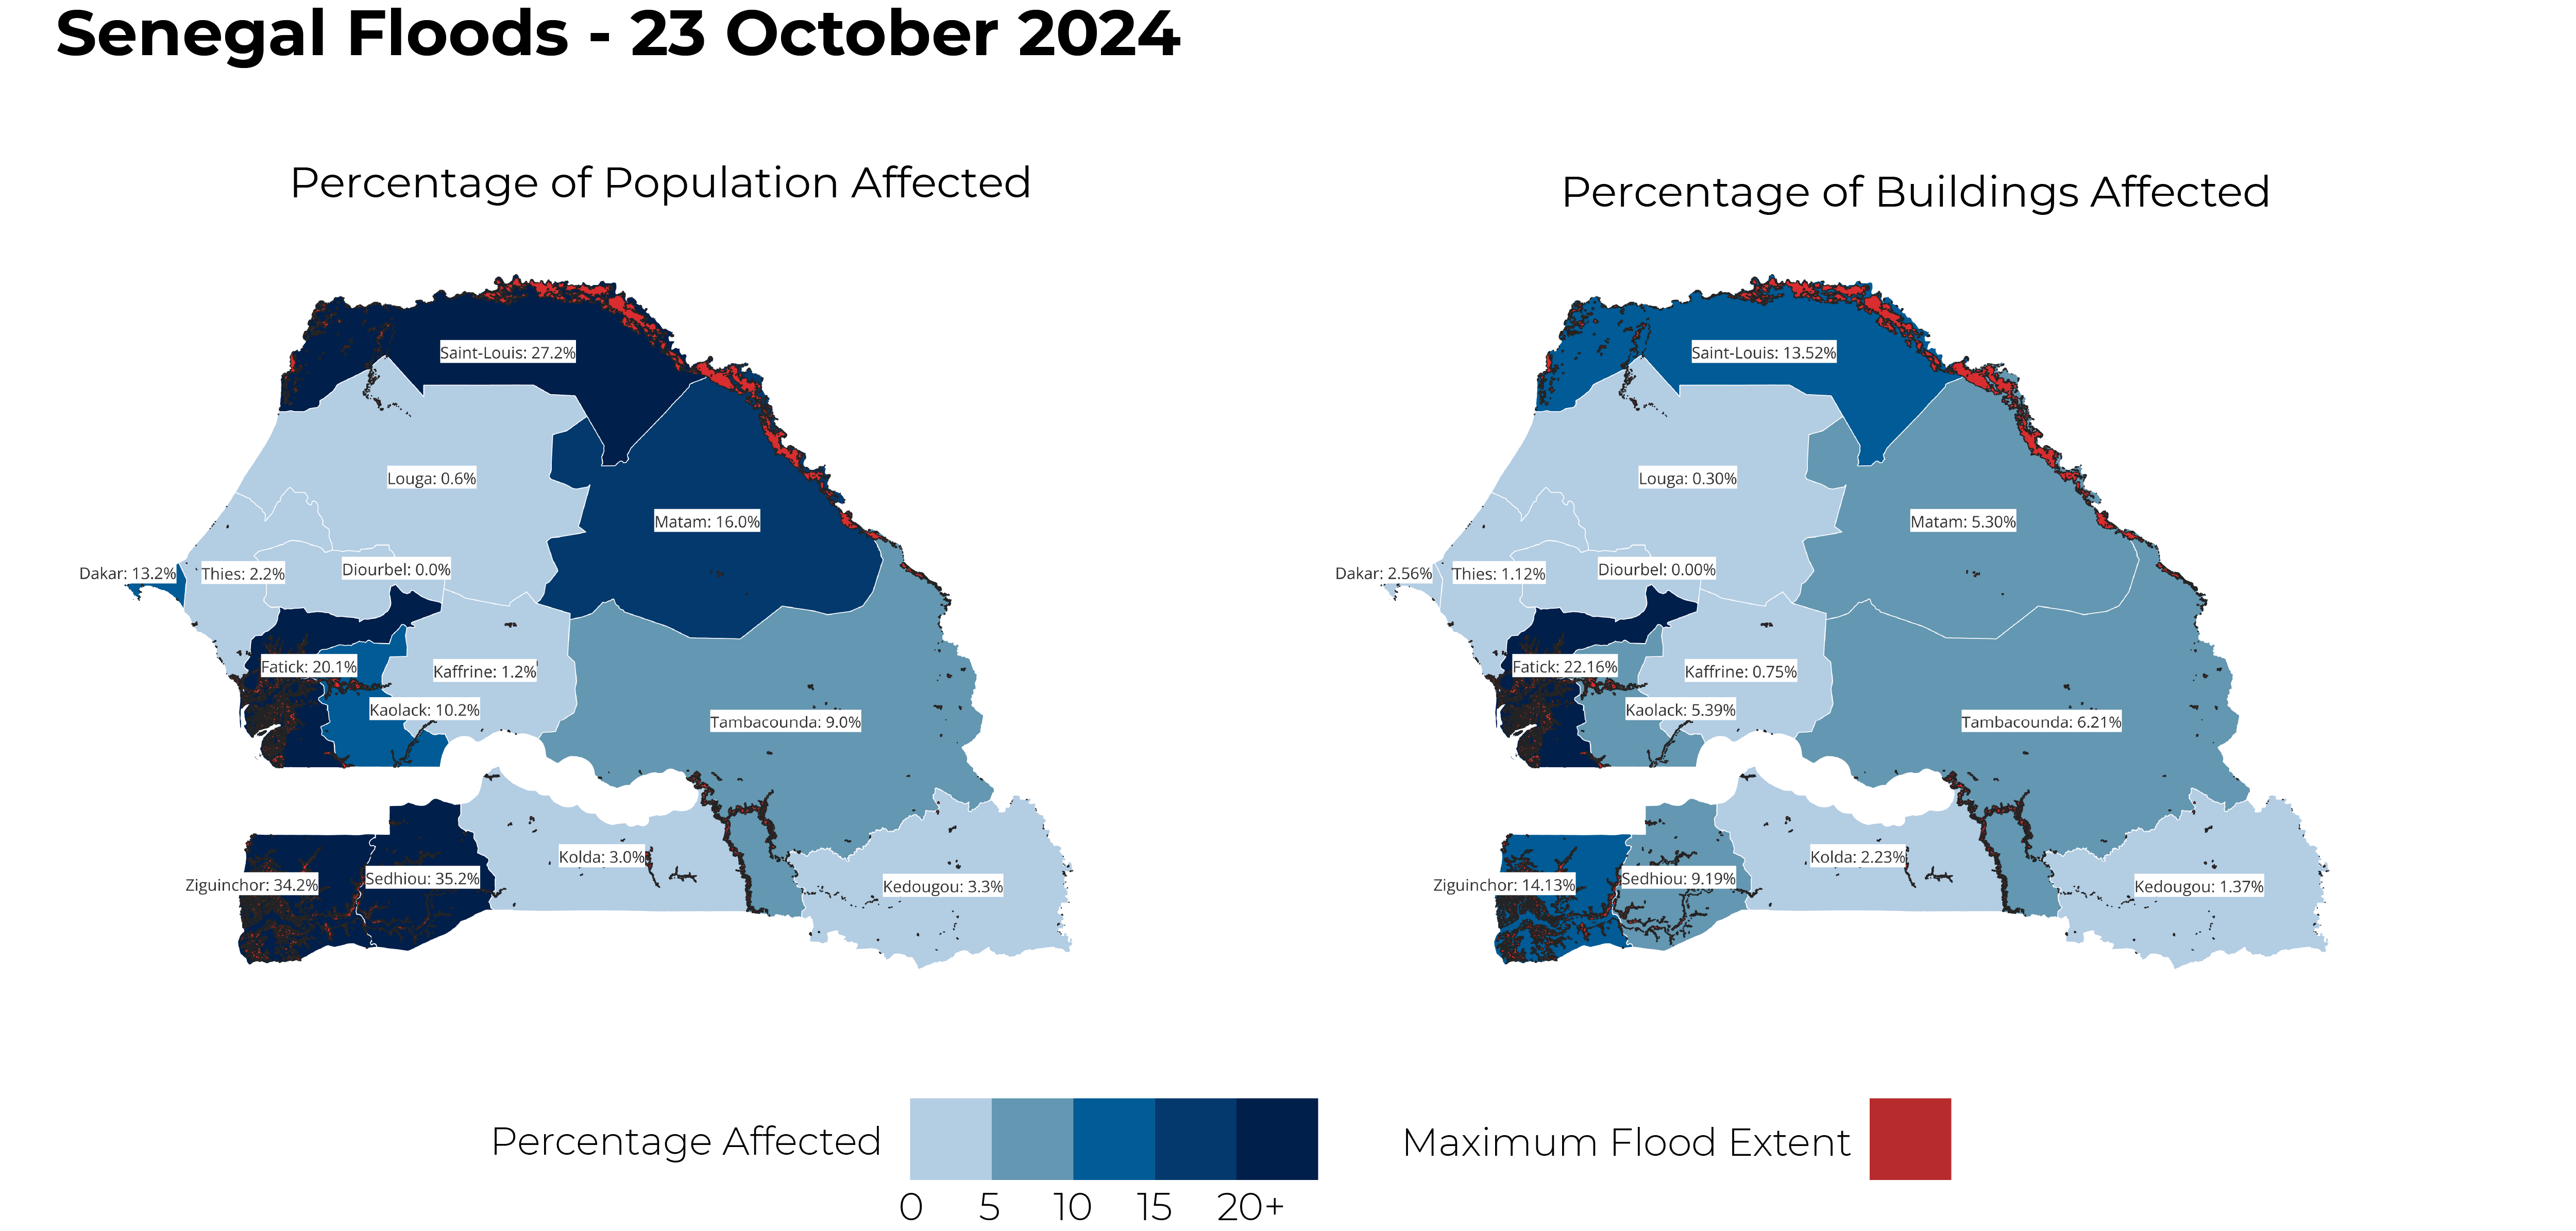 Senegal Floods - 23 October 2024
Percentage of Population Affected
Saint-Louis: 27.2%
Louga: 0.6%
Matam: 16.0%
Dakar: 13.2%
Thies: 2.2%
Diourbel: 0.0%
Fatick: 20.1%
Kaffrine: 1.2%
Kaolack: 10.2%
Tambacounda: 9.0%
Kolda: 3.0%
Sedhiou: 35.2%
Ziguinchor: 34.2%
Kedougou: 3.3%
Percentage of Buildings Affected
Saint-Louis: 13.52%
Louga: 0.30%
Matam: 5.30%
Dakar: 2.56%
Thies: 1.12%
Diourbel: 0.00%
Fatick: 22.16%
Kaffrine: 0.75%
Kaolack: 5.39%
Tambacounda: 6.21%
Kolda: 2.23%
Sedhiou: 9.19%
Ziguinchor: 14.13%
Kedougou: 1.37%
Percentage Affected
0 5 10 15 20+
Maximum Flood Extent